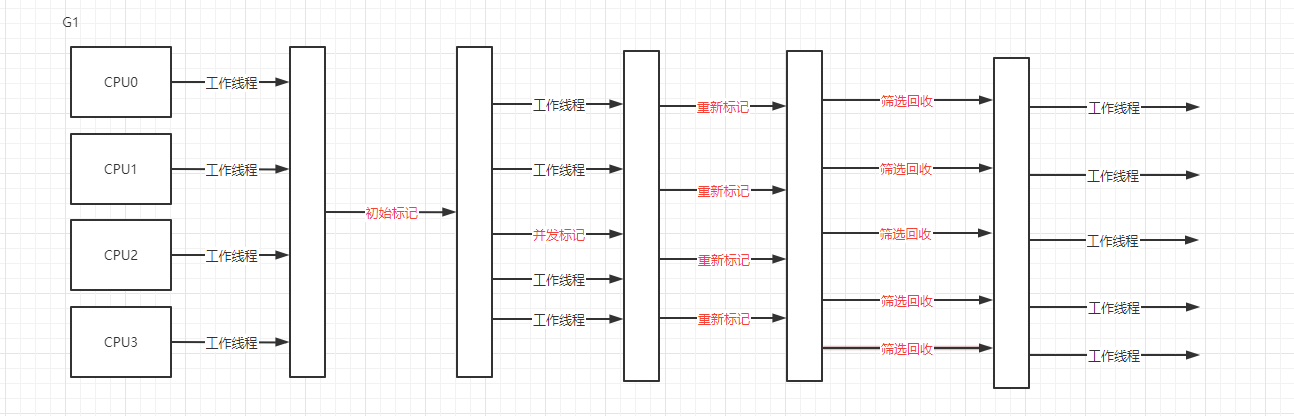 G1
CPU0
工作线程
CPU1
工作线程
CPU2
工作线程
CPU3
工作线程
初始标记
工作线程
工作线程
并发标记
工作线程
工作线程
重新标记
重新标记
重新标记
重新标记
筛选回收
筛选回收
筛选回收
筛选回收
筛选回收
工作线程
工作线程
工作线程
工作线程
工作线程